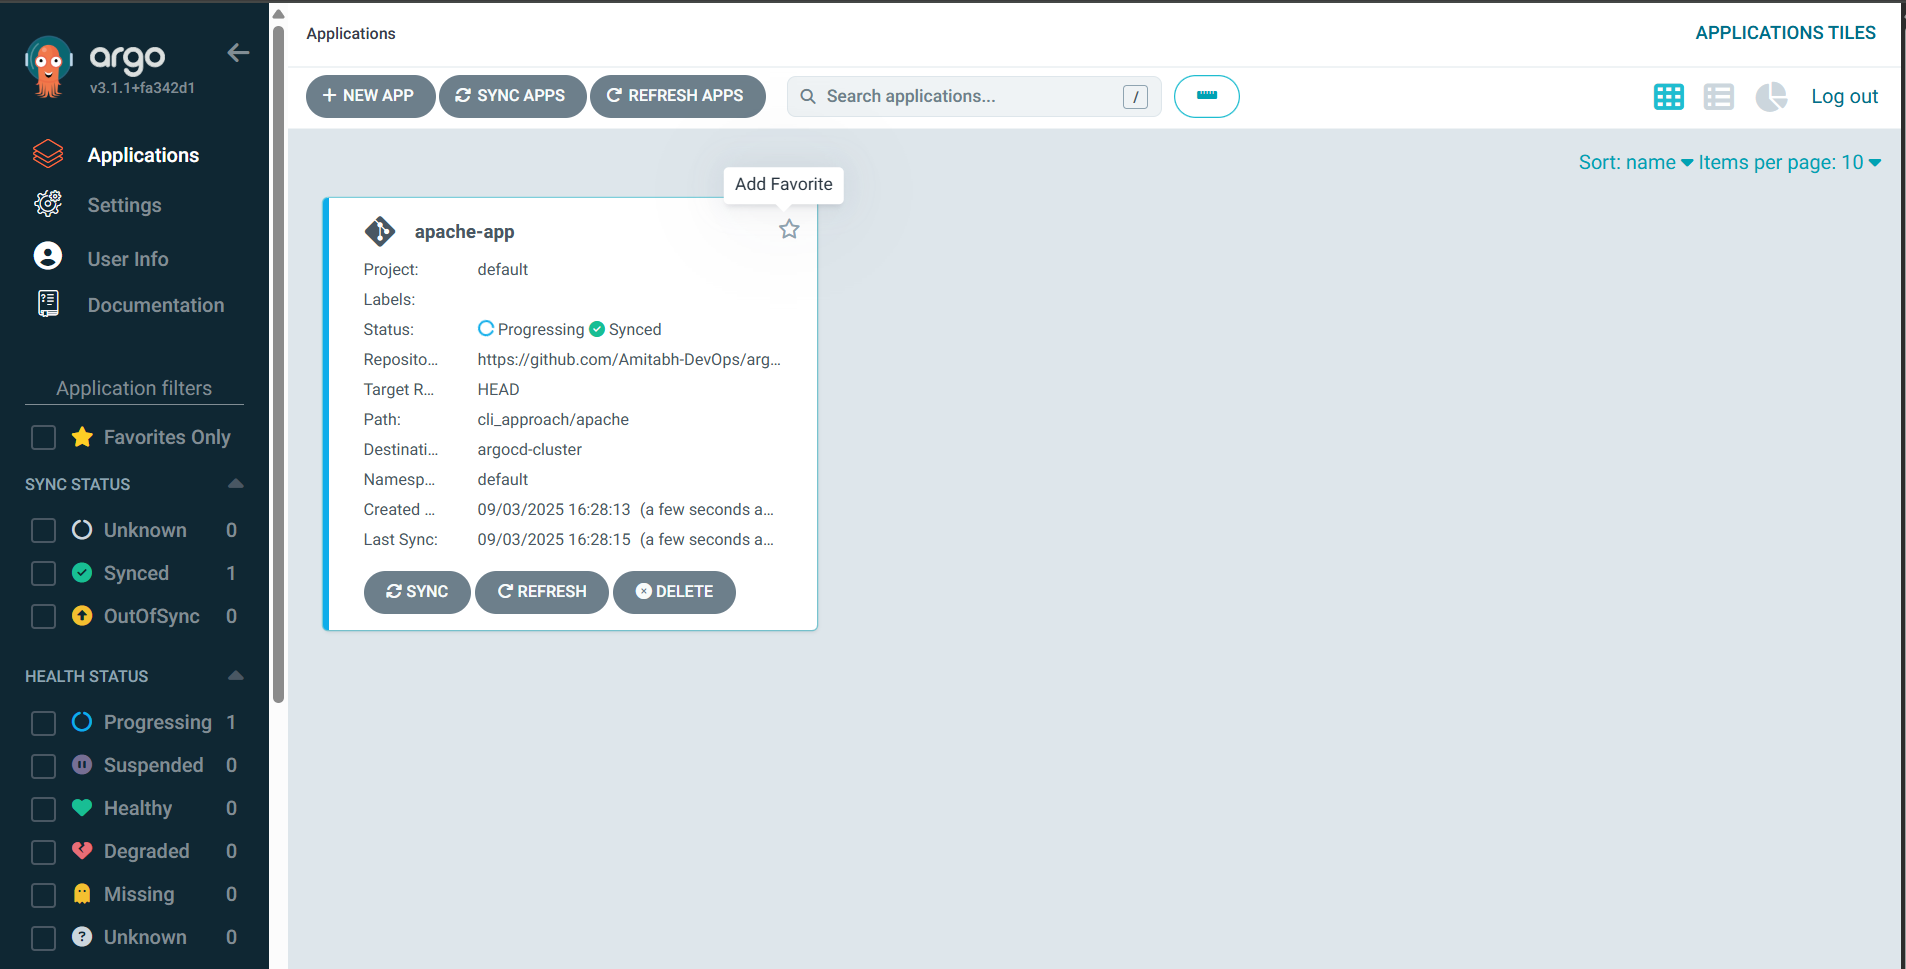 argo
v3.1.1+fa342d1
Applications
Settings
User Info
Documentation
Application filters
Favorites Only
SYNC STATUS
Unknown 0
Synced 1
OutOfSync 0
HEALTH STATUS
Progressing 1
Suspended 0
Healthy 0
Degraded 0
Missing 0
Unknown 0
Applications
APPLICATIONS TILES
+ NEW APP SYNC APPS REFRESH APPS Search applications... / Log out
Sort: name Items per page: 10
Add Favorite
apache-app
Project: default
Labels:
Status: Progressing Synced
Reposito... https://github.com/Amitabh-DevOps/arg...
Target R... HEAD
Path: cli_approach/apache
Destinati... argocd-cluster
Namesp... default
Created ... 09/03/2025 16:28:13 (a few seconds a...
Last Sync: 09/03/2025 16:28:15 (a few seconds a...
SYNC REFRESH DELETE